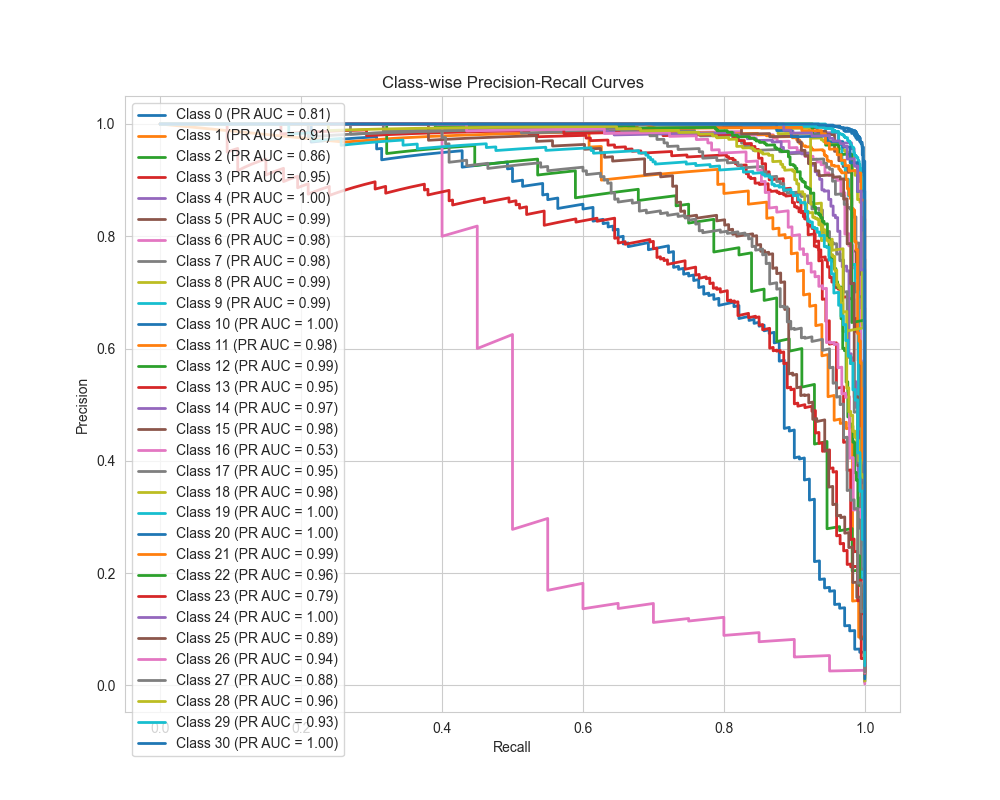 Class-wise Precision-Recall Curves
Precision
1.0
0.8
0.6
0.4
0.2
0.0
Class 0 (PR AUC = 0.81)
Class 1 (PR AUC = 0.91)
Class 2 (PR AUC = 0.86)
Class 3 (PR AUC = 0.95)
Class 4 (PR AUC = 1.00)
Class 5 (PR AUC = 0.99)
Class 6 (PR AUC = 0.98)
Class 7 (PR AUC = 0.98)
Class 8 (PR AUC = 0.99)
Class 9 (PR AUC = 0.99)
Class 10 (PR AUC = 1.00)
Class 11 (PR AUC = 0.98)
Class 12 (PR AUC = 0.99)
Class 13 (PR AUC = 0.95)
Class 14 (PR AUC = 0.97)
Class 15 (PR AUC = 0.98)
Class 16 (PR AUC = 0.53)
Class 17 (PR AUC = 0.95)
Class 18 (PR AUC = 0.98)
Class 19 (PR AUC = 1.00)
Class 20 (PR AUC = 1.00)
Class 21 (PR AUC = 0.99)
Class 22 (PR AUC = 0.96)
Class 23 (PR AUC = 0.79)
Class 24 (PR AUC = 1.00)
Class 25 (PR AUC = 0.89)
Class 26 (PR AUC = 0.94)
Class 27 (PR AUC = 0.88)
Class 28 (PR AUC = 0.96)
Class 29 (PR AUC = 0.93)
Class 30 (PR AUC = 1.00)
0.0 0.2 0.4 0.6 0.8 1.0
Recall